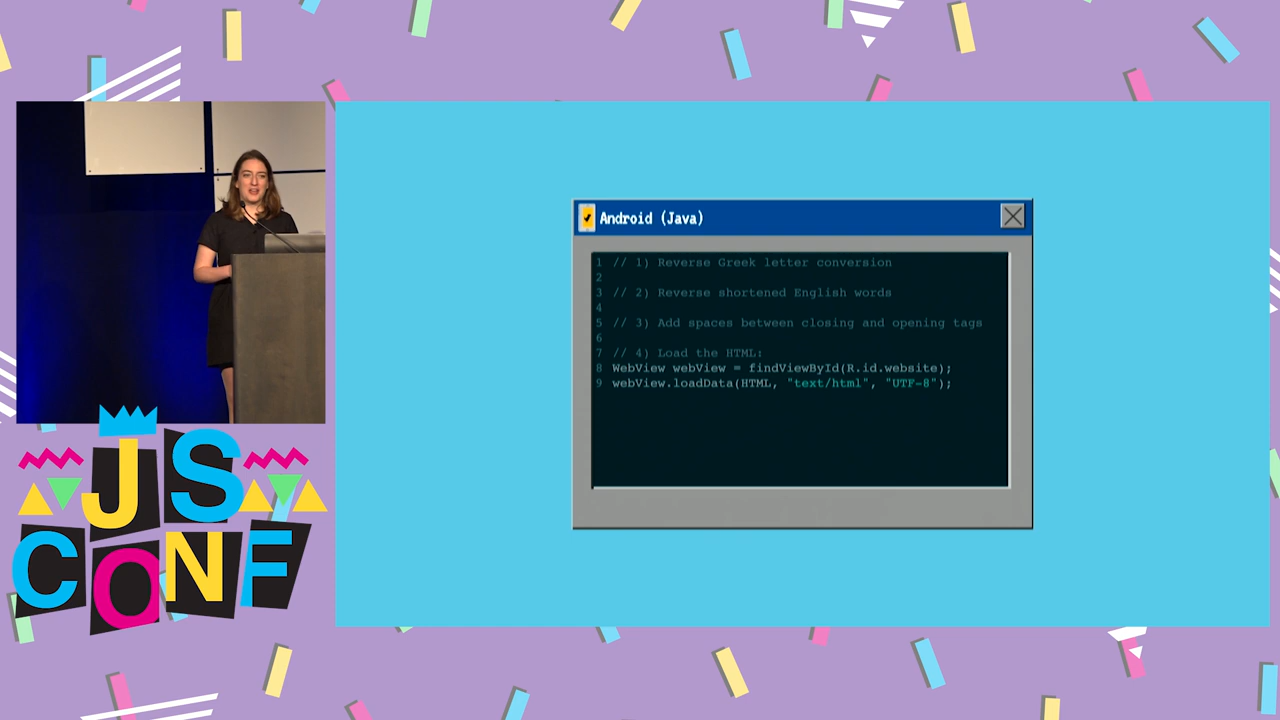 Android (Java)
1 // 1) Reverse Greek letter conversion
2
3 // 2) Reverse shortened English words
4
5 // 3) Add spaces between closing and opening tags
6
7 // 4) Load the HTML:
8 WebView webView = findViewById(R.id.website);
9 webView.loadData(HTML, "text/html", "UTF-8");
JS
CONF